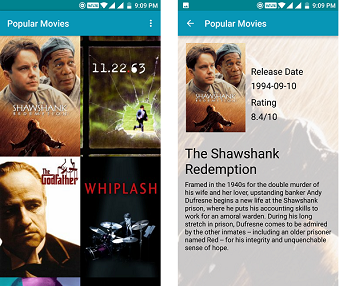 9:09 PM
Popular Movies
SHAWSHANK
REDEMPTION
11.22.63
The
Godfather
WHIPLASH
9:09 PM
Popular Movies
SHAWSHANK
REDEMPTION
Release Date
1994-09-10
Rating
8.4/10
The Shawshank
Redemption
Framed in the 1940s for the double murder of
his wife and her lover, upstanding banker Andy
Dufresne begins a new life at the Shawshank
prison, where he puts his accounting skills to
work for an amoral warden. During his long
stretch in prison, Dufresne comes to be admired
by the other inmates -- including an older prisoner
named Red -- for his integrity and unquenchable
sense of hope.